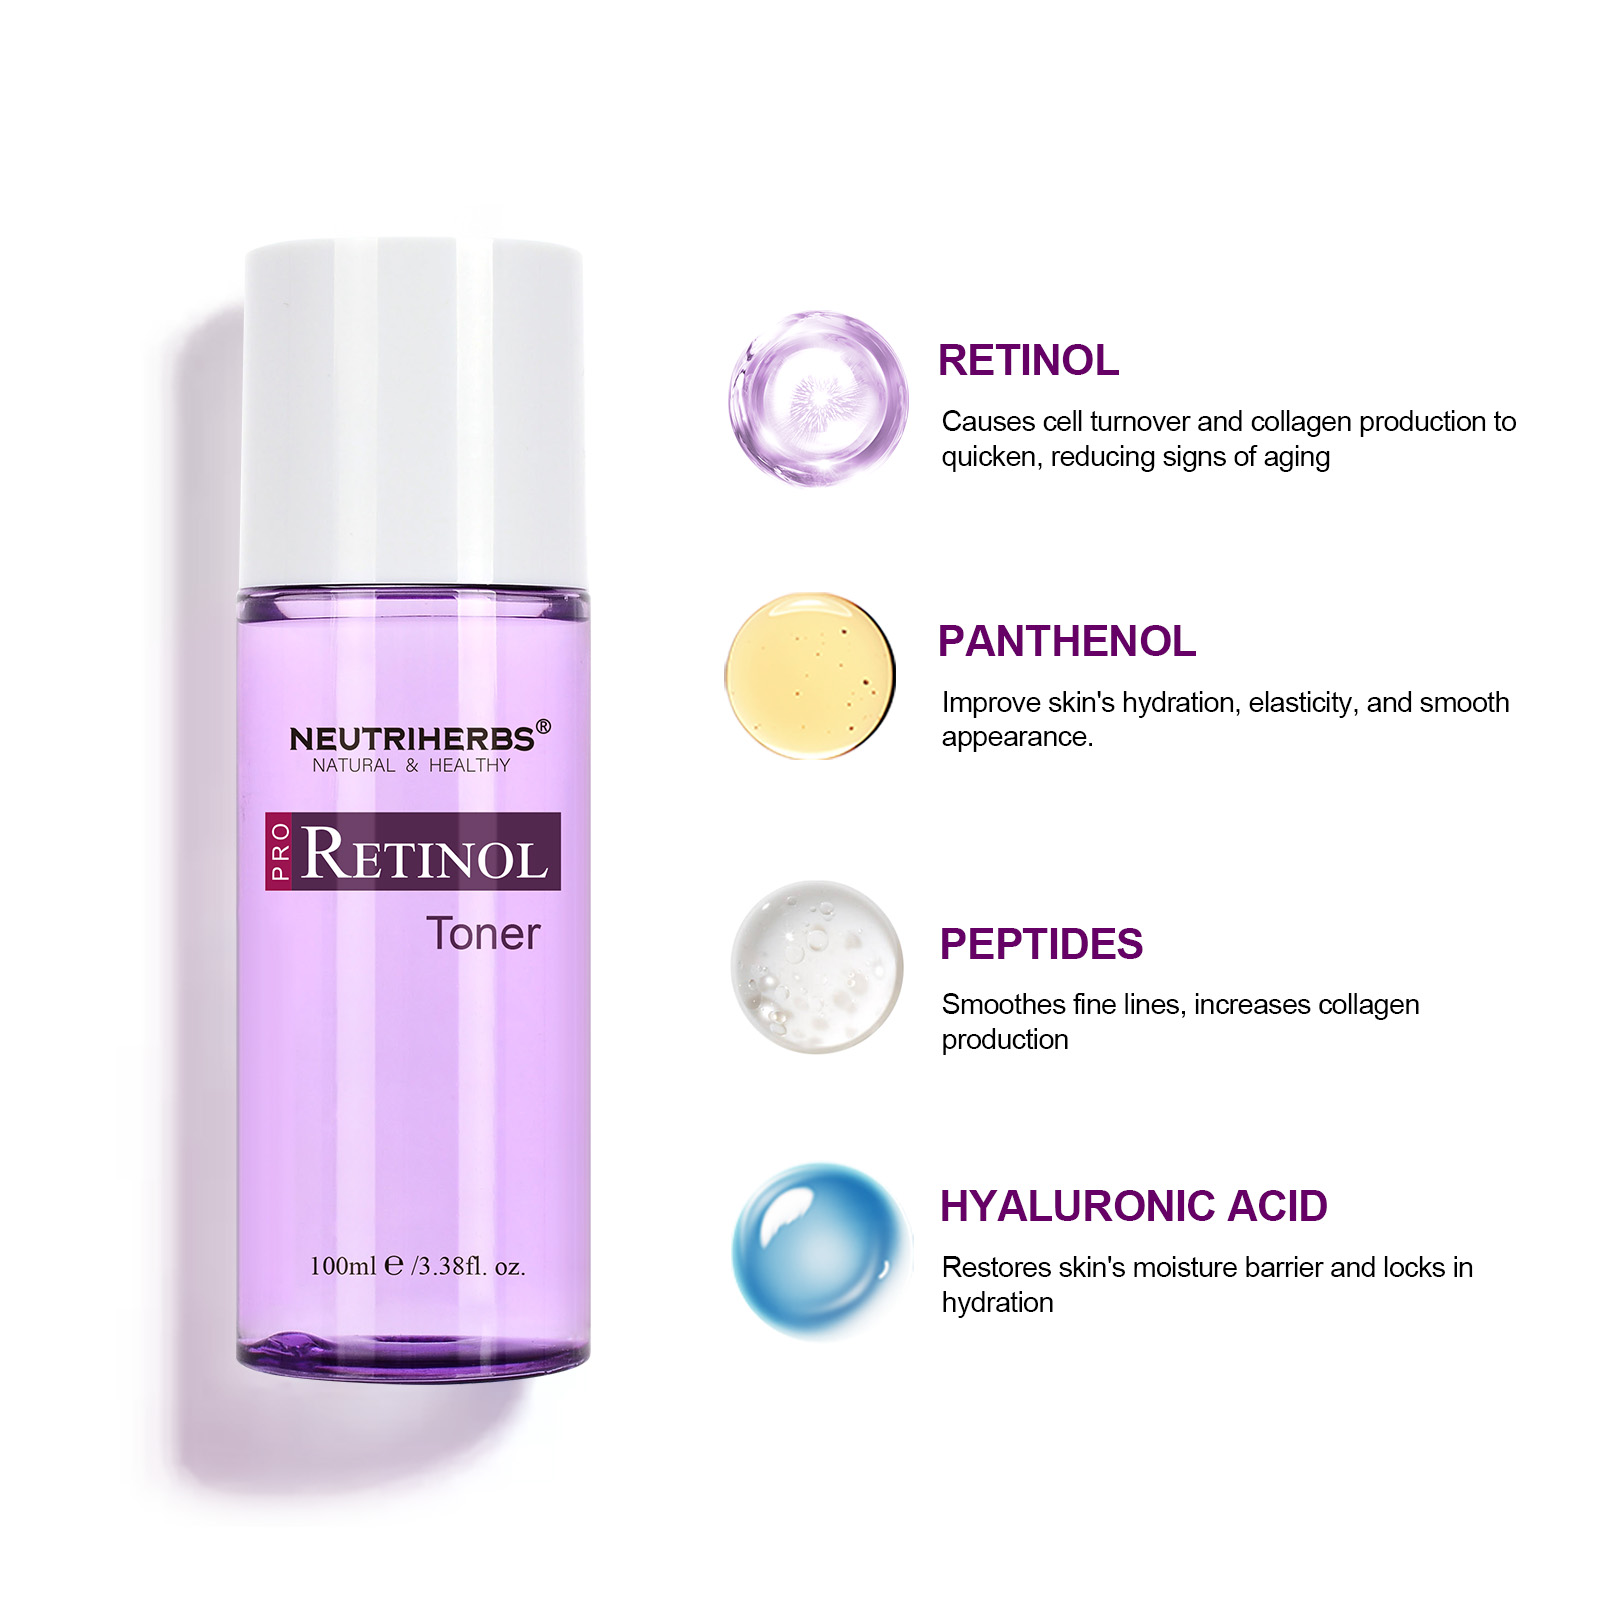 NEUTRIHERBS®
NATURAL & HEALTHY
PRO
RETINOL
Toner
100ml ℮ /3.38fl. oz.
RETINOL
Causes cell turnover and collagen production to
quicken, reducing signs of aging
PANTHENOL
Improve skin's hydration, elasticity, and smooth
appearance.
PEPTIDES
Smoothes fine lines, increases collagen
production
HYALURONIC ACID
Restores skin's moisture barrier and locks in
hydration